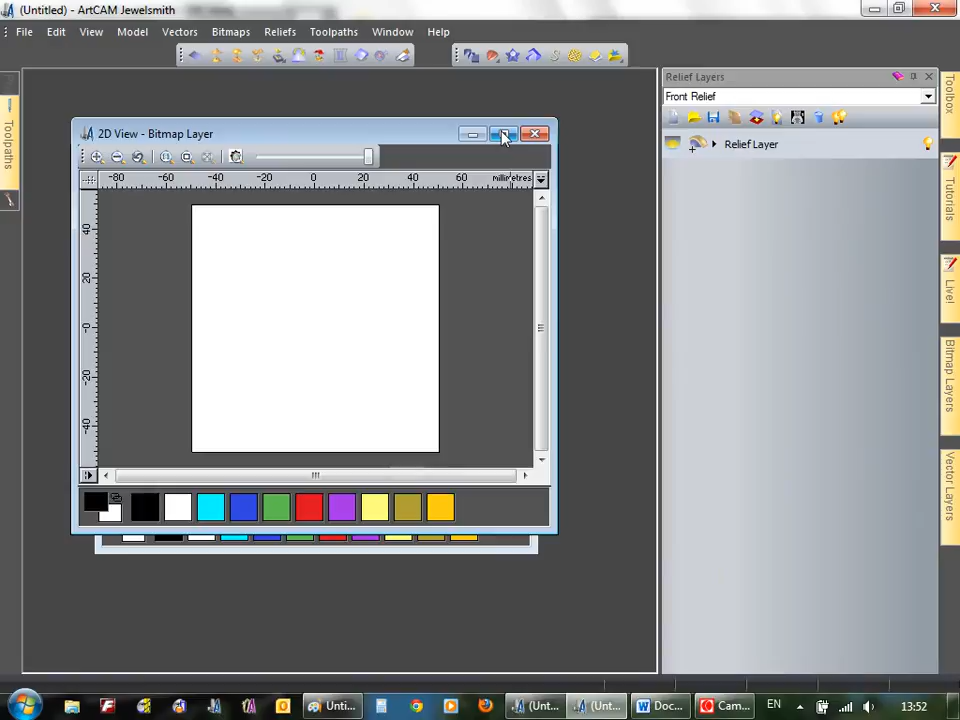 (Untitled) - ArtCAM Jewelsmith
File Edit View Model Vectors Bitmaps Reliefs Toolpaths Window Help
Relief Layers
Front Relief
Relief Layer
Toolpaths
2D View - Bitmap Layer
-80 -60 -40 -20 0 20 40 60 millimetres
40
20
-0
-20
-40
Toolbox
Tutorials
Live!
Bitmap Layers
Vector Layers
Unti...
(Unt...
(Unt...
Doc...
Cam...
EN
13:52